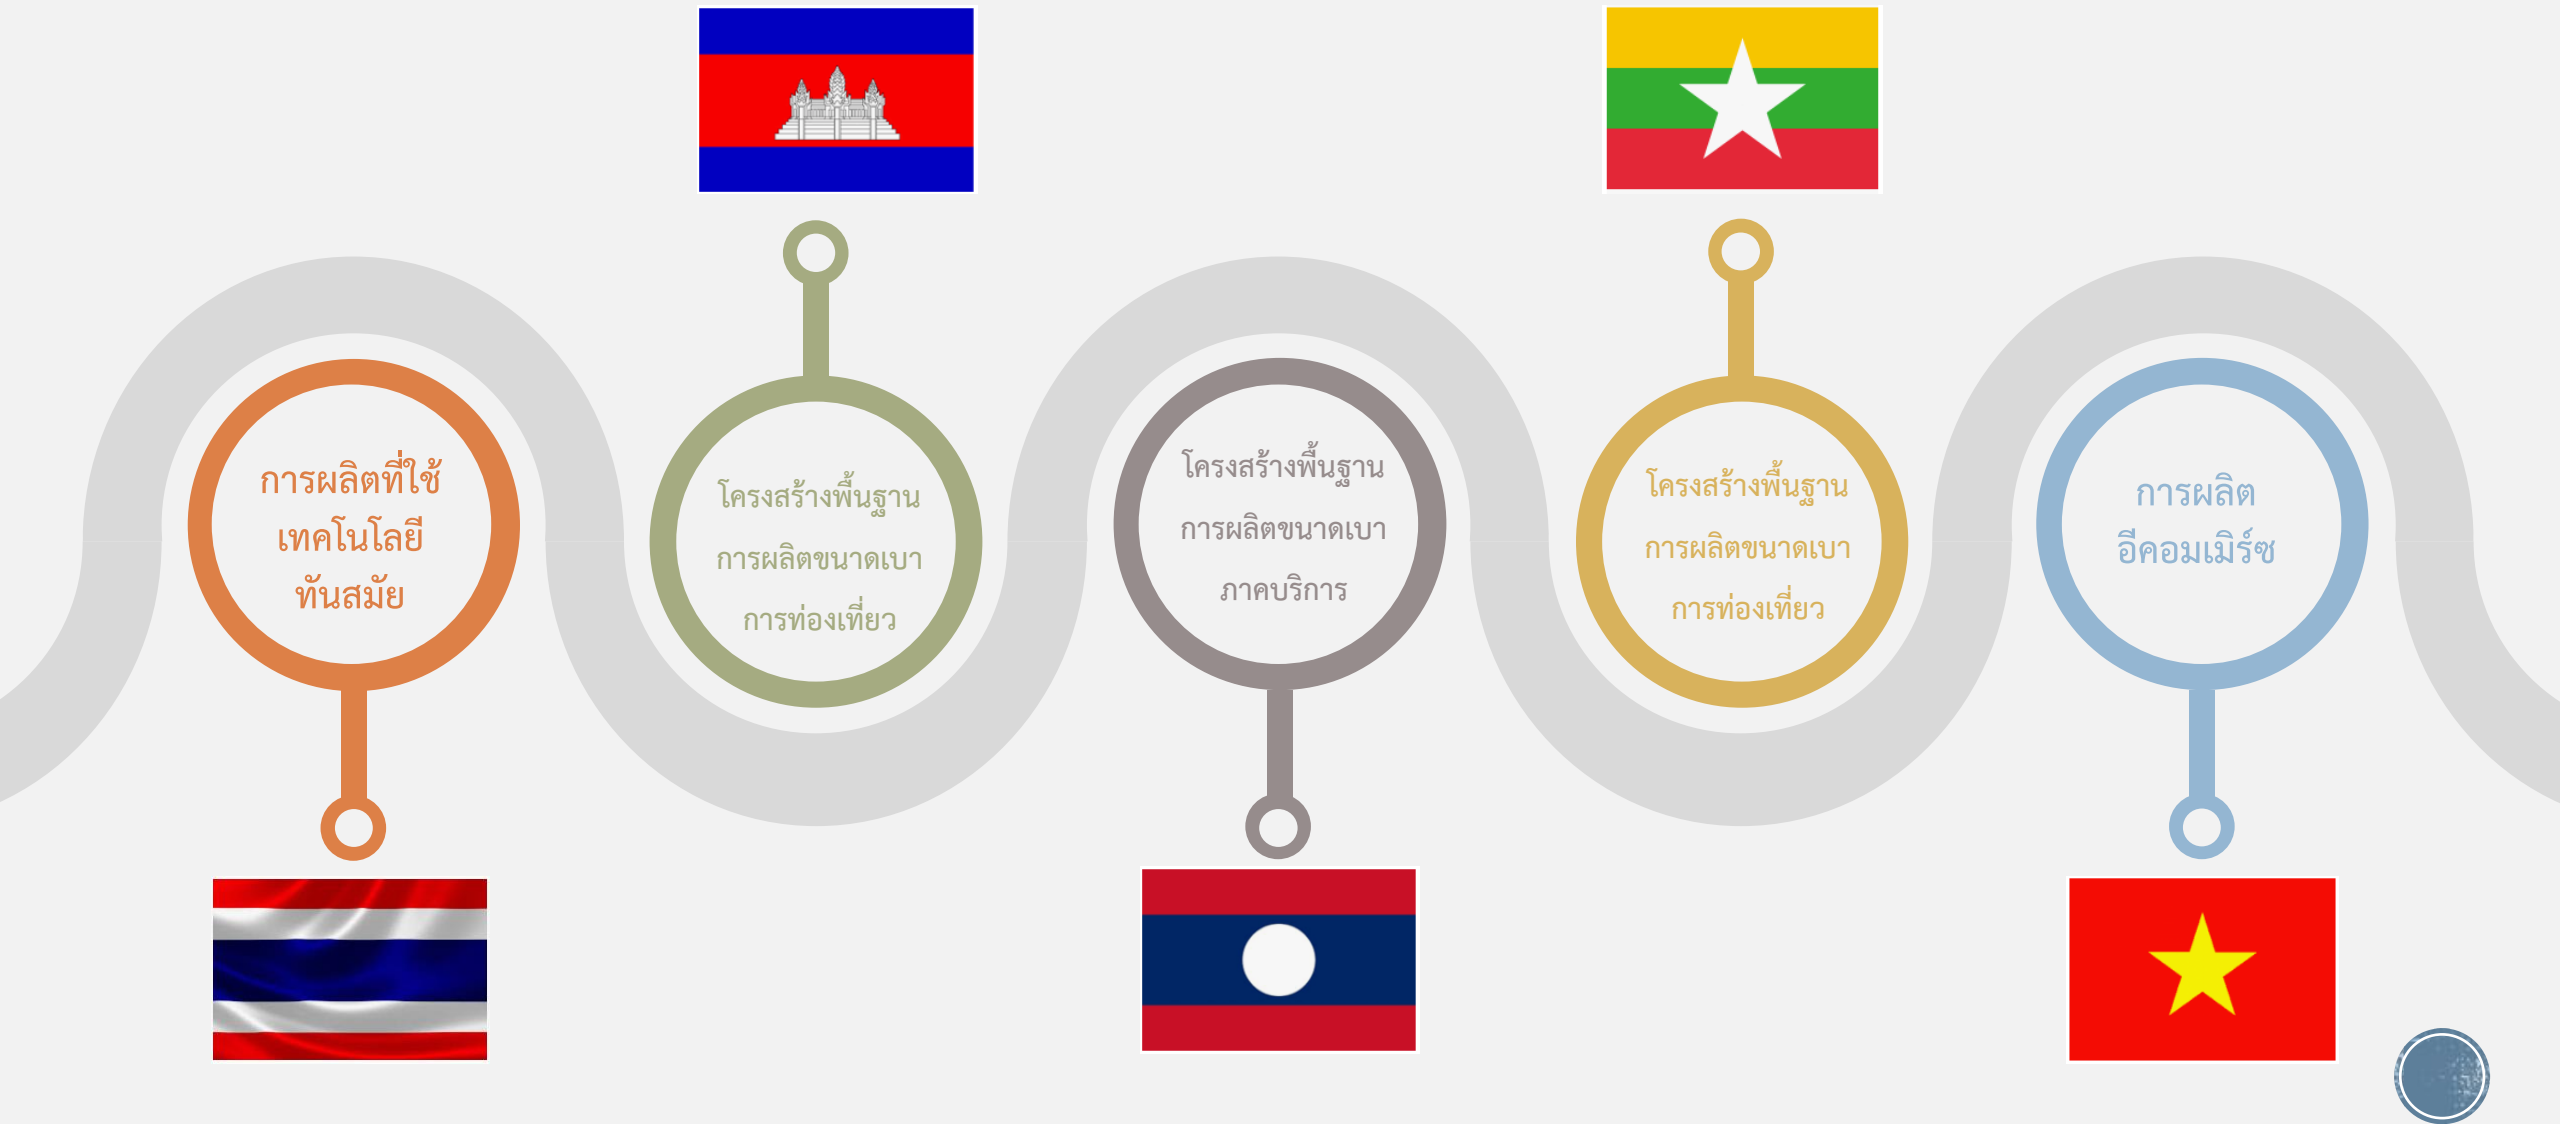 การผลิตที่ใช้
เทคโนโลยี
ทันสมัย
โครงสร้างพื้นฐาน
การผลิตขนาดเบา
การท่องเที่ยว
โครงสร้างพื้นฐาน
การผลิตขนาดเบา
ภาคบริการ
โครงสร้างพื้นฐาน
การผลิตขนาดเบา
การท่องเที่ยว
การผลิต
อีคอมเมิร์ซ